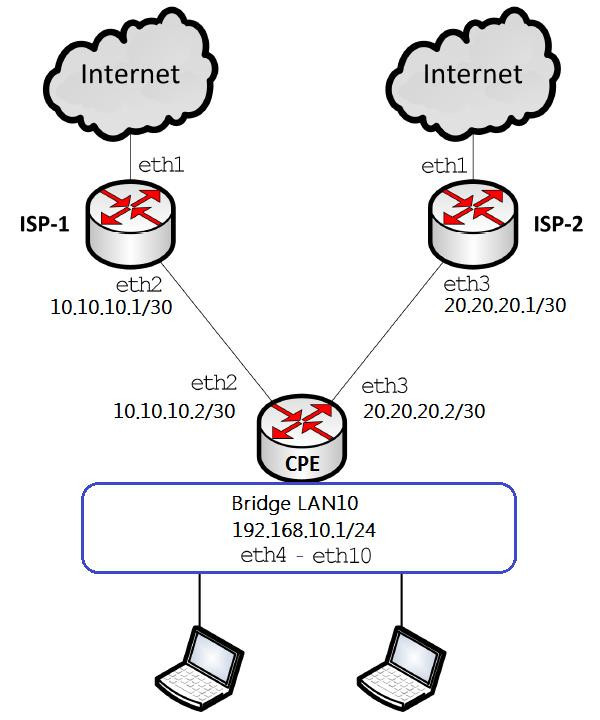 Internet
Internet
eth1
eth1
ISP-1
ISP-2
eth2
10.10.10.1/30
eth3
20.20.20.1/30
eth2
10.10.10.2/30
eth3
20.20.20.2/30
CPE
Bridge LAN10
192.168.10.1/24
eth4 - eth10